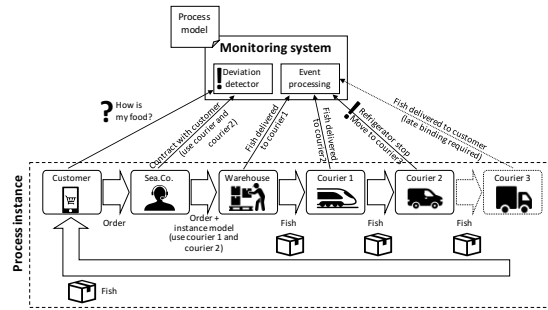 Process
model
Monitoring system
! Deviation
detector
Event
processing
? How is
my food?
Contract with customer
(use courier and
courier2)
Fish delivered
to courier1
Fish delivered
to courier2
! Refrigerator stop
Move to courier3
Fish delivered to customer
(late binding required)
Process instance
Customer
Sea.Co.
Warehouse
Courier 1
Courier 2
Courier 3
Order
Order +
instance model
(use courier 1 and
courier 2)
Fish
Fish
Fish
Fish